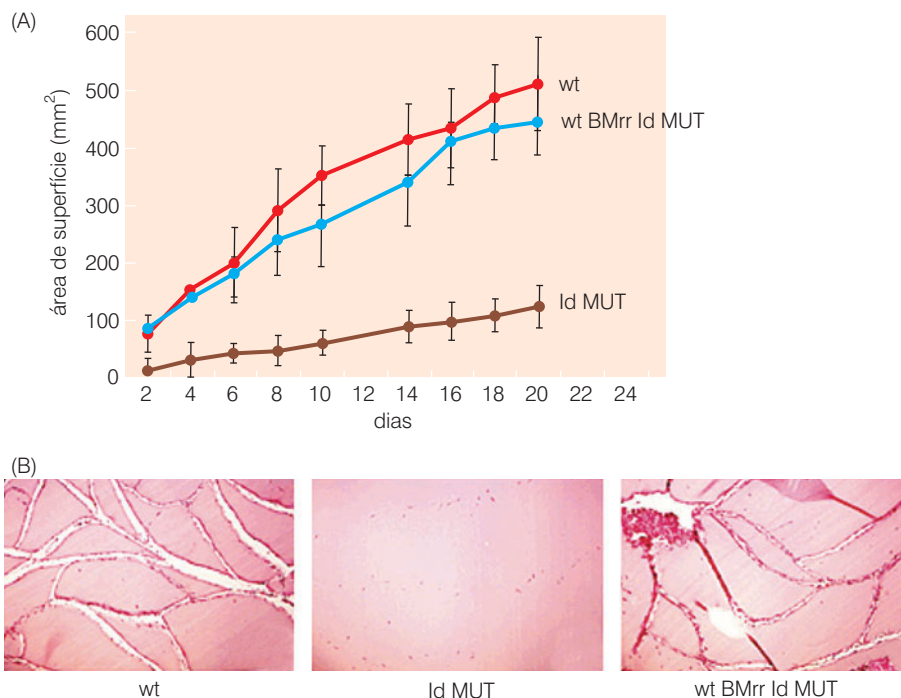 (A)
600
500
400
300
200
100
0
área de superfície (mm²)
wt
wt BMrr Id MUT
Id MUT
2 4 6 8 10 12 14 16 18 20 22 24
dias
(B)
wt Id MUT wt BMrr Id MUT